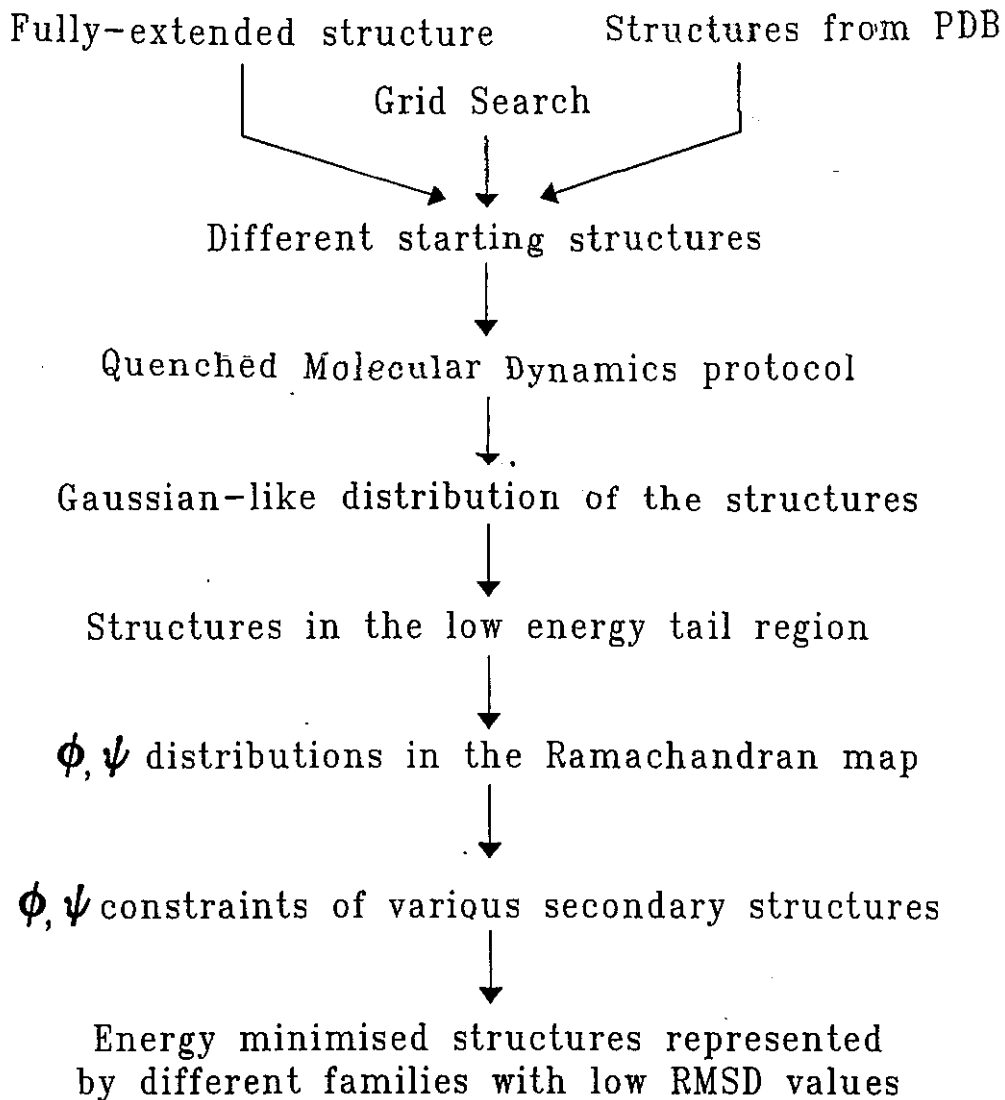 Fully-extended structure
Structures from PDB
Grid Search
Different starting structures
Quenched Molecular Dynamics protocol
Gaussian-like distribution of the structures
Structures in the low energy tail region
ϕ, ψ distributions in the Ramachandran map
ϕ, ψ constraints of various secondary structures
Energy minimised structures represented
by different families with low RMSD values